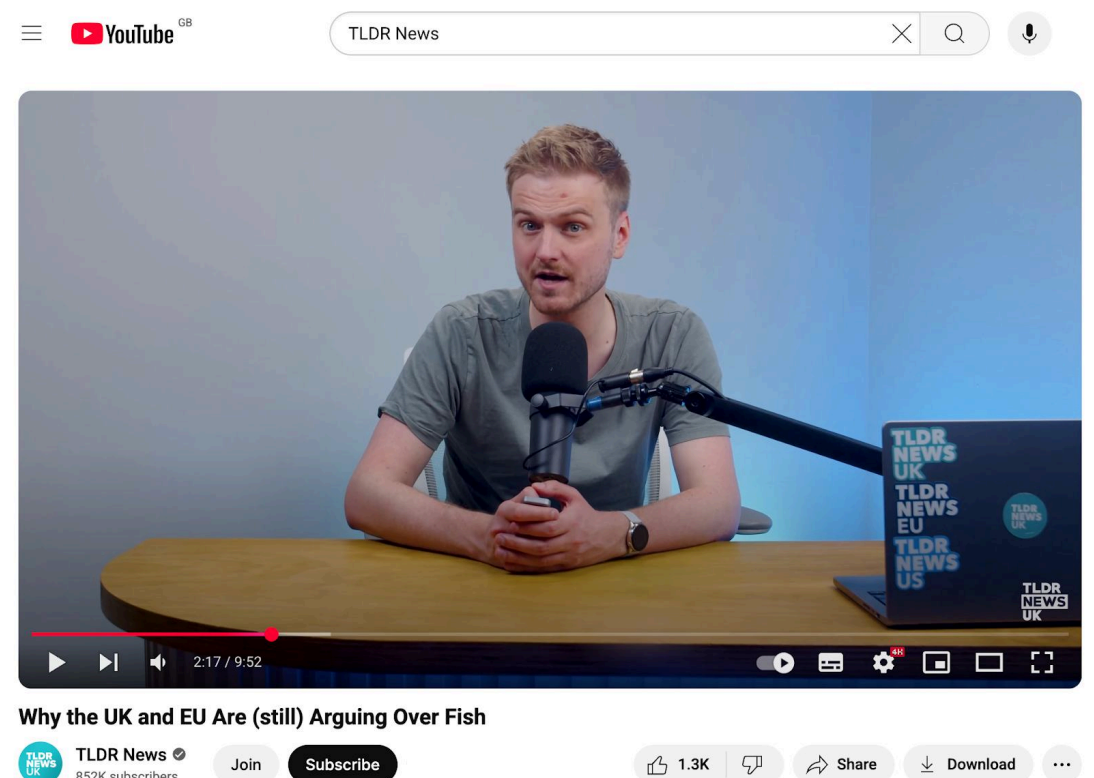 YouTube GB
TLDR News
TLDR
NEWS
UK
TLDR
NEWS
EU
TLDR
NEWS
US
TLDR
NEWS
UK
TLDR
NEWS
UK
2:17 / 9:52
4K
Why the UK and EU Are (still) Arguing Over Fish
TLDR
NEWS
UK
TLDR News
852K subscribers
Join
Subscribe
1.3K
Share
Download